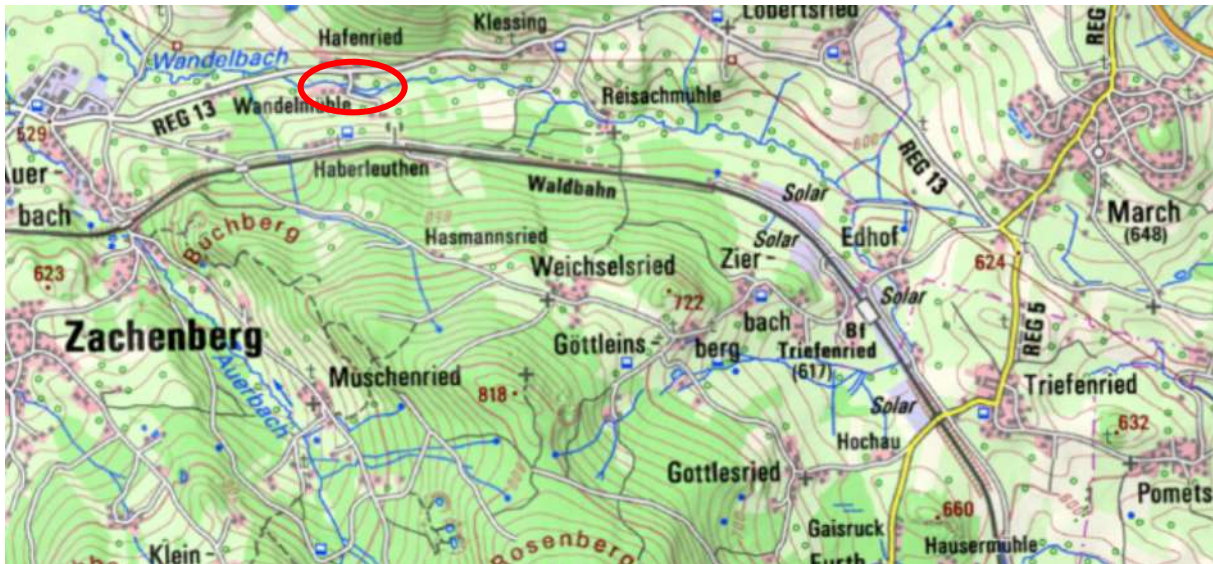 Klessing
Lobertsried
Hafenried
Wandelbach
REG
REG 13
Wandelmühle
Reisachmühle
529
Auer-
bach
Haberleuthen
Waldbahn
REG 13
Solar
March
(648)
Buchberg
Hasmannsried
Solar
Edhof
Zier-
bach
624
623
Weichselsried
722
Solar
Zachenberg
Göttleins-
berg
Bf
Triefenried
(617)
REG 5
Auerbach
Müschenried
818
Solar
Triefenried
632
Hochau
Gottlesried
Pomets
Gaisruck
660
Klein-
Rosenberg
Furth
Hausermühle